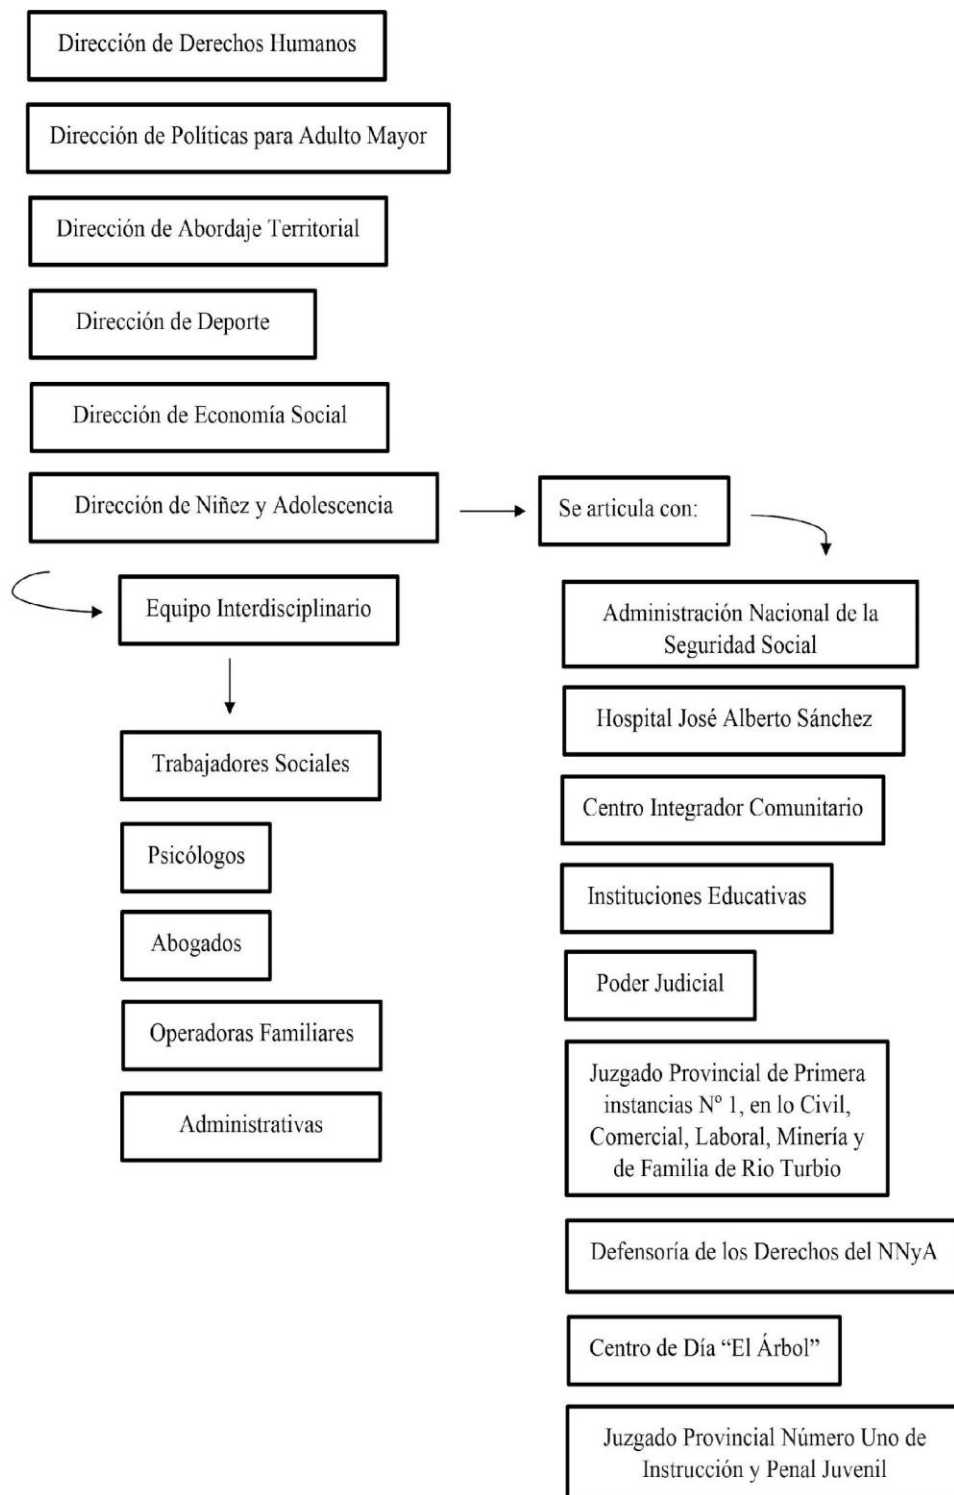 Dirección de Derechos Humanos
Dirección de Políticas para Adulto Mayor
Dirección de Abordaje Territorial
Dirección de Deporte
Dirección de Economía Social
Dirección de Niñez y Adolescencia
Se articula con:
Equipo Interdisciplinario
Trabajadores Sociales
Psicólogos
Abogados
Operadoras Familiares
Administrativas
Administración Nacional de la
Seguridad Social
Hospital José Alberto Sánchez
Centro Integrador Comunitario
Instituciones Educativas
Poder Judicial
Juzgado Provincial de Primera
instancias Nº 1, en lo Civil,
Comercial, Laboral, Minería y
de Familia de Rio Turbio
Defensoría de los Derechos del NNyA
Centro de Día “El Árbol”
Juzgado Provincial Número Uno de
Instrucción y Penal Juvenil